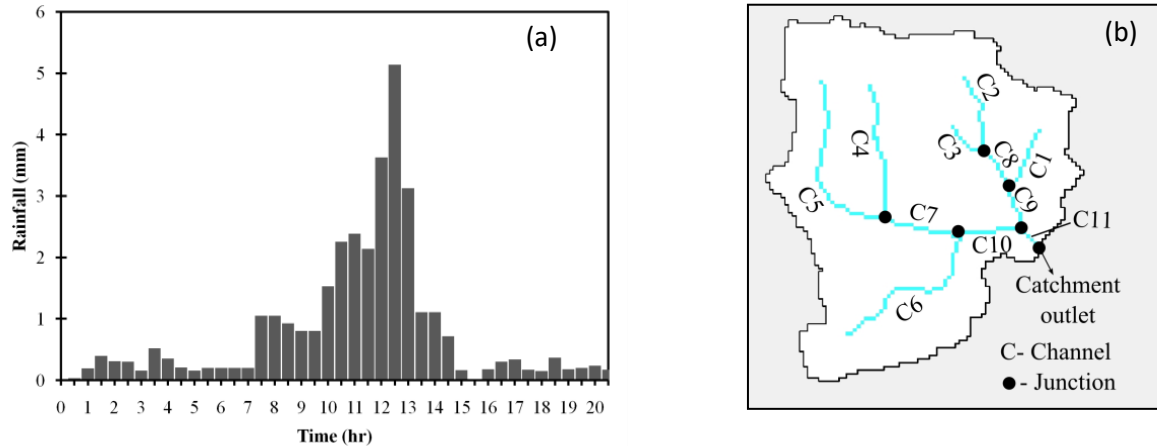 (a)
Rainfall (mm)
6
5
4
3
2
1
0
0 1 2 3 4 5 6 7 8 9 10 11 12 13 14 15 16 17 18 19 20
Time (hr)
(b)
C2
C3
C8
C1
C4
C5
C9
C7
C11
C10
C6
Catchment
outlet
C- Channel
- Junction